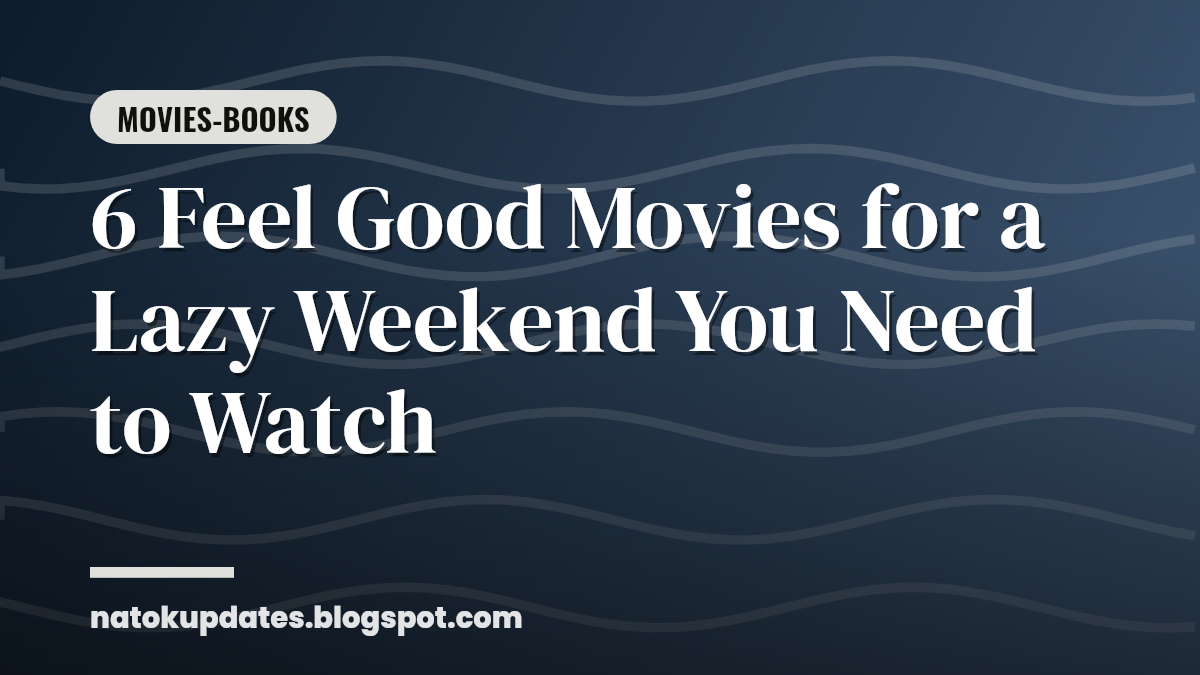 MOVIES-BOOKS
6 Feel Good Movies for a
Lazy Weekend You Need
to Watch
natokupdates.blogspot.com